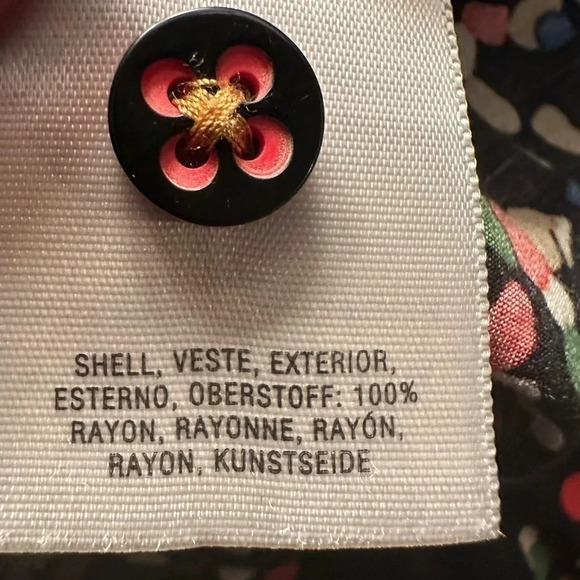 SHELL, VESTE, EXTERIOR,
ESTERNO, OBERSTOFF: 100%
RAYON, RAYONNE, RAYÓN,
RAYON, KUNSTSEIDE